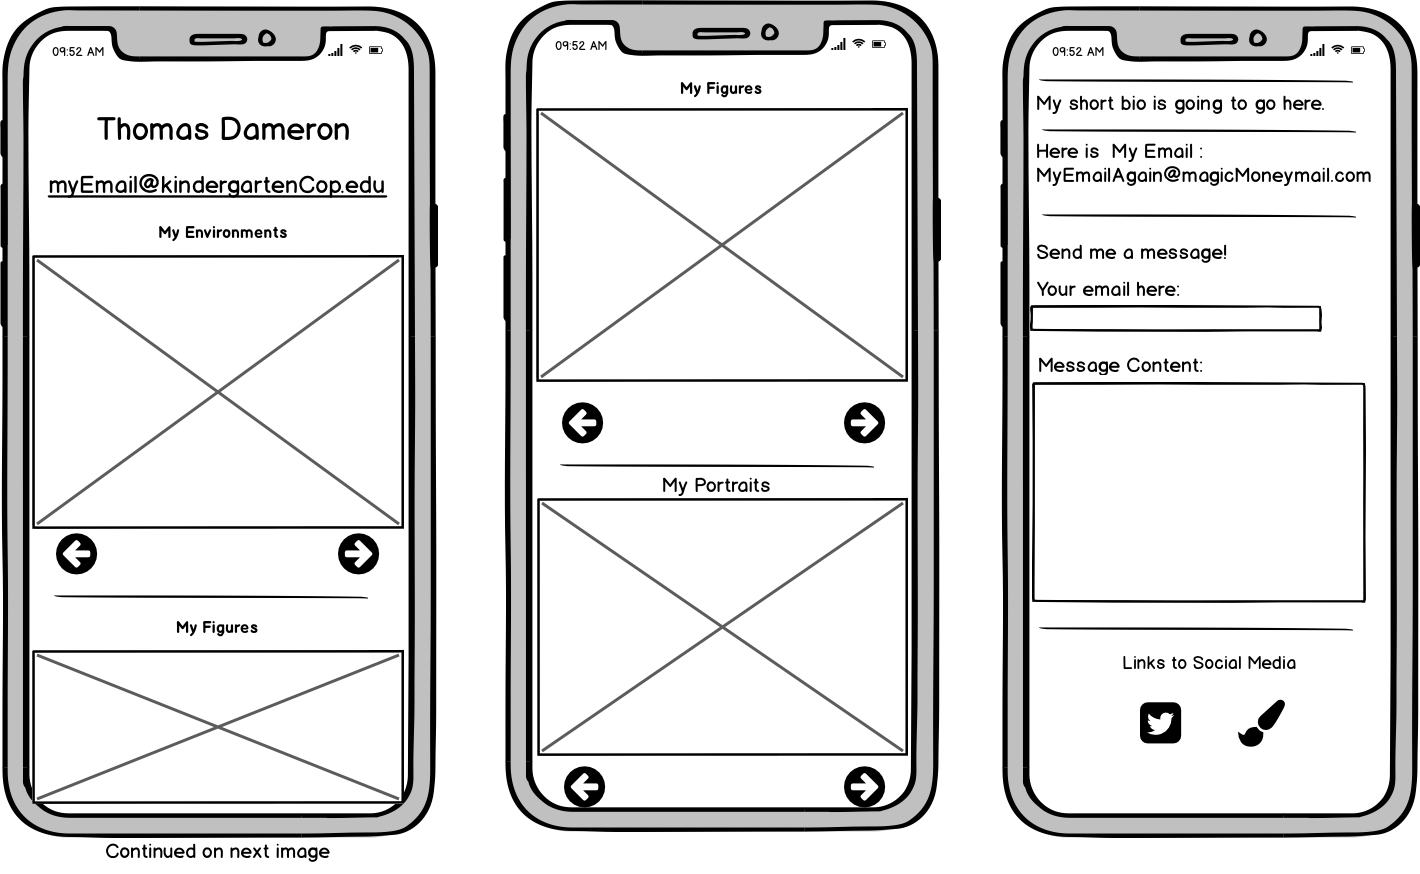 09:52 AM
Thomas Dameron
myEmail@kindergartenCop.edu
My Environments
My Figures
Continued on next image
09:52 AM
My Figures
My Portraits
09:52 AM
My short bio is going to go here.
Here is My Email :
MyEmailAgain@magicMoneymail.com
Send me a message!
Your email here:
Message Content:
Links to Social Media